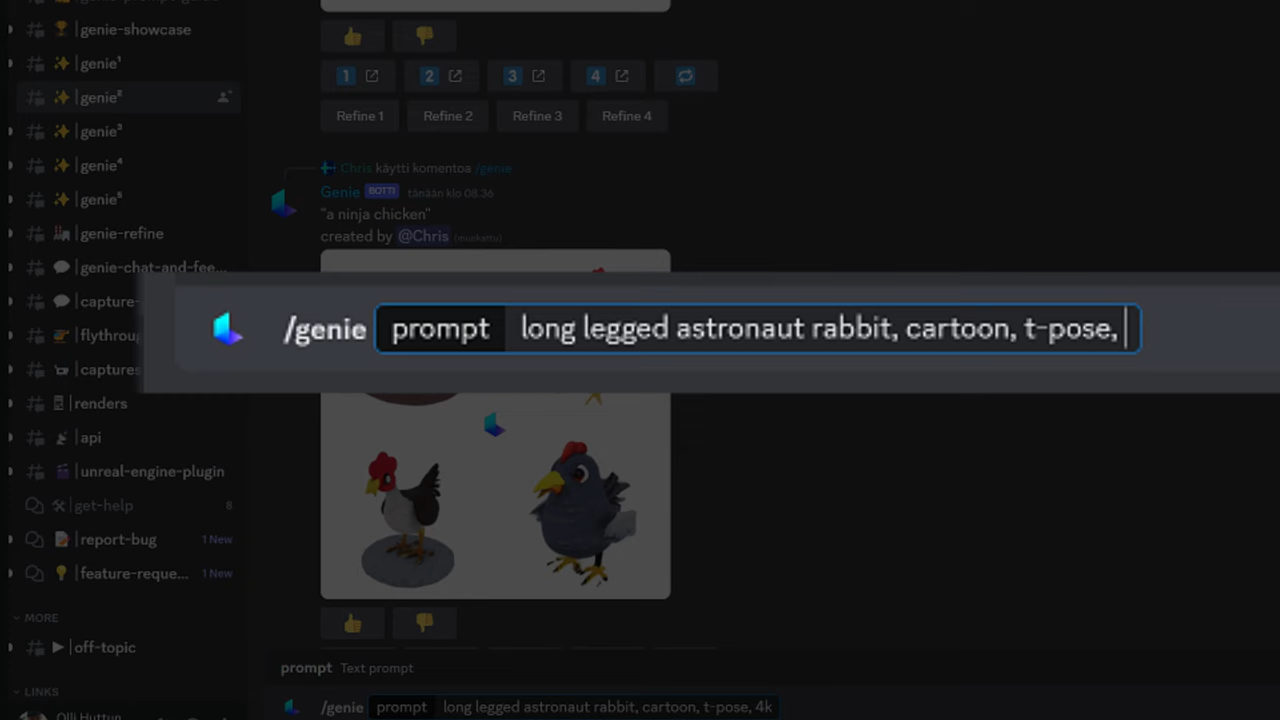 genie-showcase
genie¹
genie²
genie³
genie⁴
genie⁵
genie-refine
genie-chat-and-fee...
capture-
flythroug
captures
renders
api
unreal-engine-plugin
get-help 8
report-bug 1 New
feature-reque... 1 New
MORE
off-topic
LINKS
Olli Huttun
1 2 3 4
Refine 1 Refine 2 Refine 3 Refine 4
Chris käytti komentoa /genie
Genie BOTTI tänään klo 08.36
"a ninja chicken"
created by @Chris (muokattu)
/genie prompt long legged astronaut rabbit, cartoon, t-pose,
prompt Text prompt
/genie prompt long legged astronaut rabbit, cartoon, t-pose, 4k